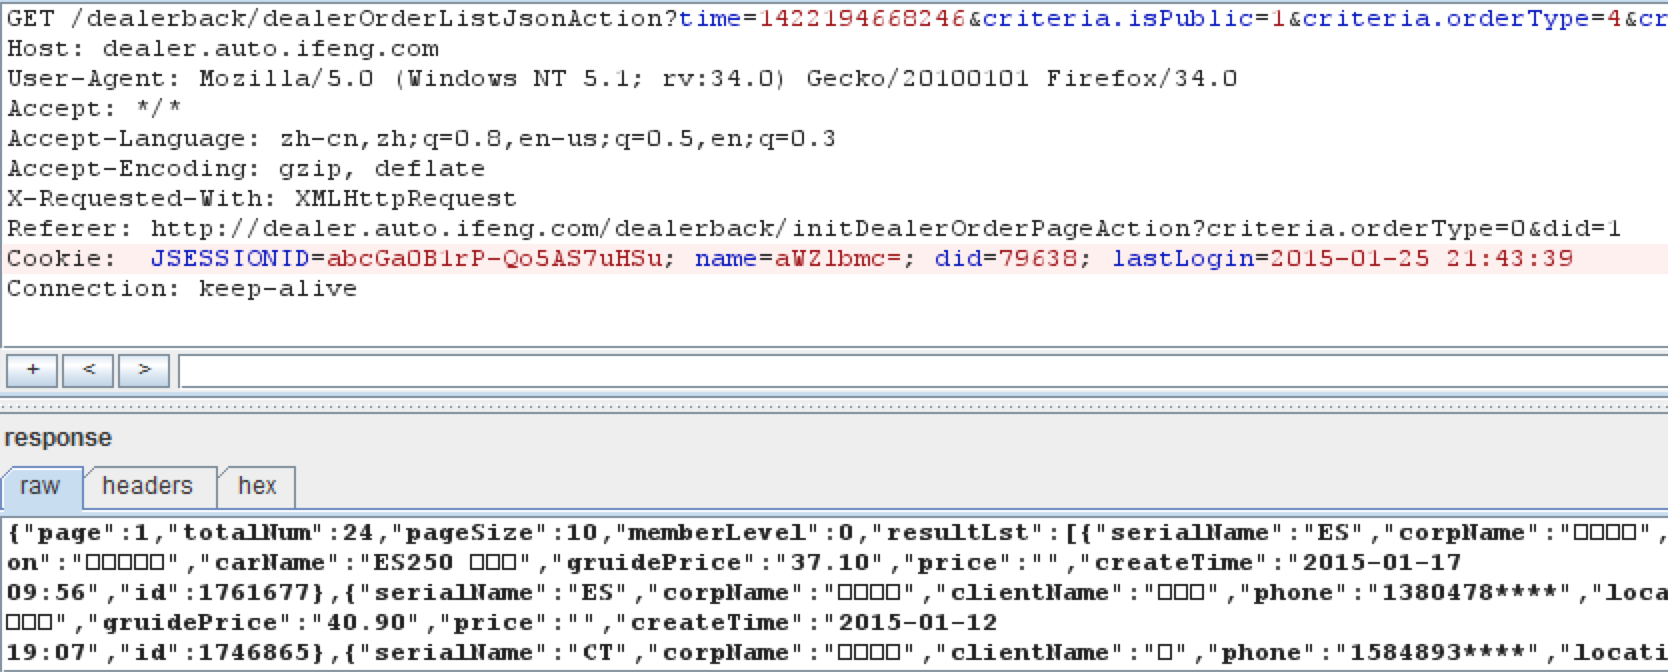 GET /dealerback/dealerOrderListJsonAction?time=1422194668246&criteria.isPublic=1&criteria.orderType=4&cr
Host: dealer.auto.ifeng.com
User-Agent: Mozilla/5.0 (Windows NT 5.1; rv:34.0) Gecko/20100101 Firefox/34.0
Accept: */*
Accept-Language: zh-cn,zh;q=0.8,en-us;q=0.5,en;q=0.3
Accept-Encoding: gzip, deflate
X-Requested-With: XMLHttpRequest
Referer: http://dealer.auto.ifeng.com/dealerback/initDealerOrderPageAction?criteria.orderType=0&did=1
Cookie: JSESSIONID=abcGaOB1rP-Qo5AS7uHSu; name=aWZlbmc=; did=79638; lastLogin=2015-01-25 21:43:39
Connection: keep-alive
+ < >
response
raw headers hex
{"page":1,"totalNum":24,"pageSize":10,"memberLevel":0,"resultLst":[{"serialName":"ES","corpName":"□□□□",
on":"□□□□□","carName":"ES250 □□□","gruidePrice":"37.10","price":"","createTime":"2015-01-17
09:56","id":1761677},{"serialName":"ES","corpName":"□□□□","clientName":"□□□","phone":"1380478****","loca
□□□","gruidePrice":"40.90","price":"","createTime":"2015-01-12
19:07","id":1746865},{"serialName":"CT","corpName":"□□□□","clientName":"□","phone":"1584893****","locati